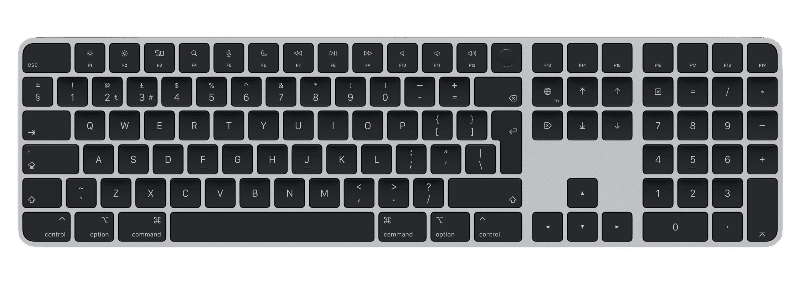 esc F1 F2 F3 F4 F5 F6 F7 F8 F9 F10 F11 F12 F13 F14 F15 F16 F17 F18 F19
± § ! 1 @ 2 £ 3 # $ 4 % 5 ^ 6 & 7 * 8 ( 9 ) 0 _ - + = = / *
Q W E R T Y U I O P { [ } ] 7 8 9 -
A S D F G H J K L : ; " ' | \ 4 5 6 +
~ ` Z X C V B N M < , > . ? / 1 2 3
control option command command option control 0 .